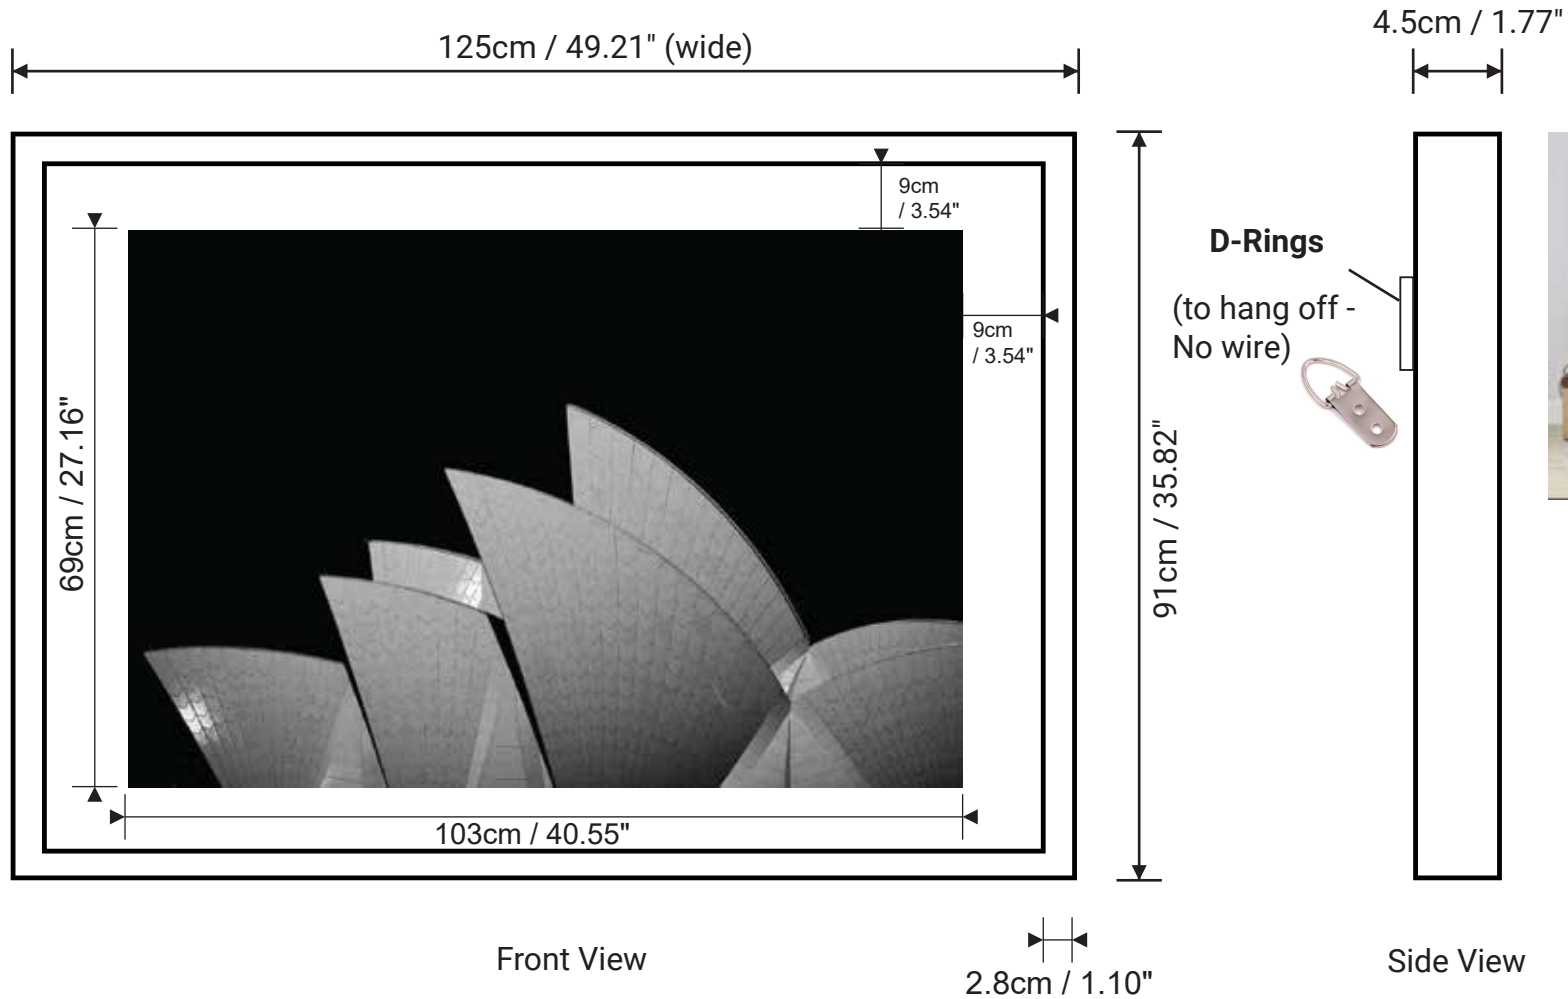 4.5cm / 1.77"
125cm / 49.21" (wide)
9cm
/ 3.54"
D-Rings
(to hang off -
No wire)
9cm
/ 3.54"
69cm / 27.16"
91cm / 35.82"
103cm / 40.55"
Front View
2.8cm / 1.10"
Side View